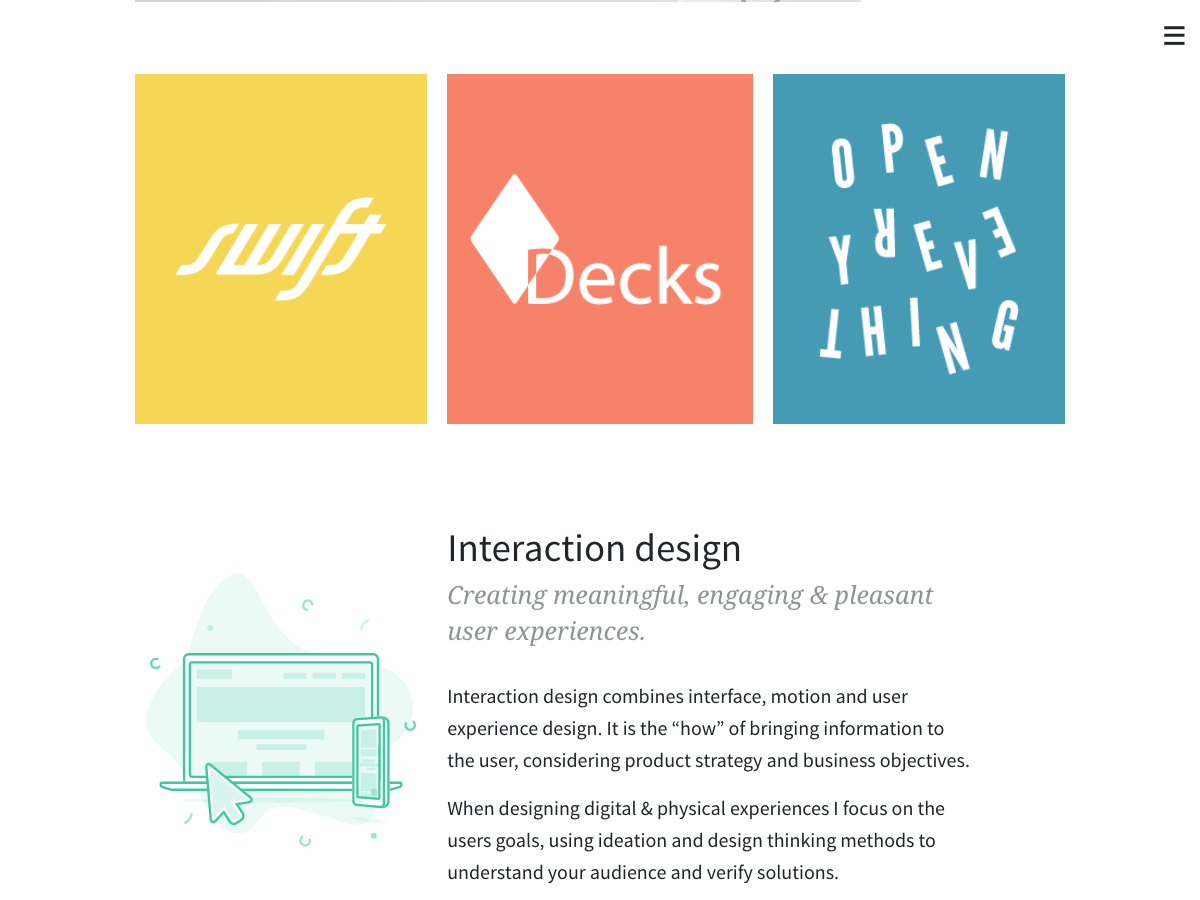 swift
Decks
OPEN
EVERY
THING
Interaction design
Creating meaningful, engaging & pleasant
user experiences.
Interaction design combines interface, motion and user
experience design. It is the “how” of bringing information to
the user, considering product strategy and business objectives.
When designing digital & physical experiences I focus on the
users goals, using ideation and design thinking methods to
understand your audience and verify solutions.